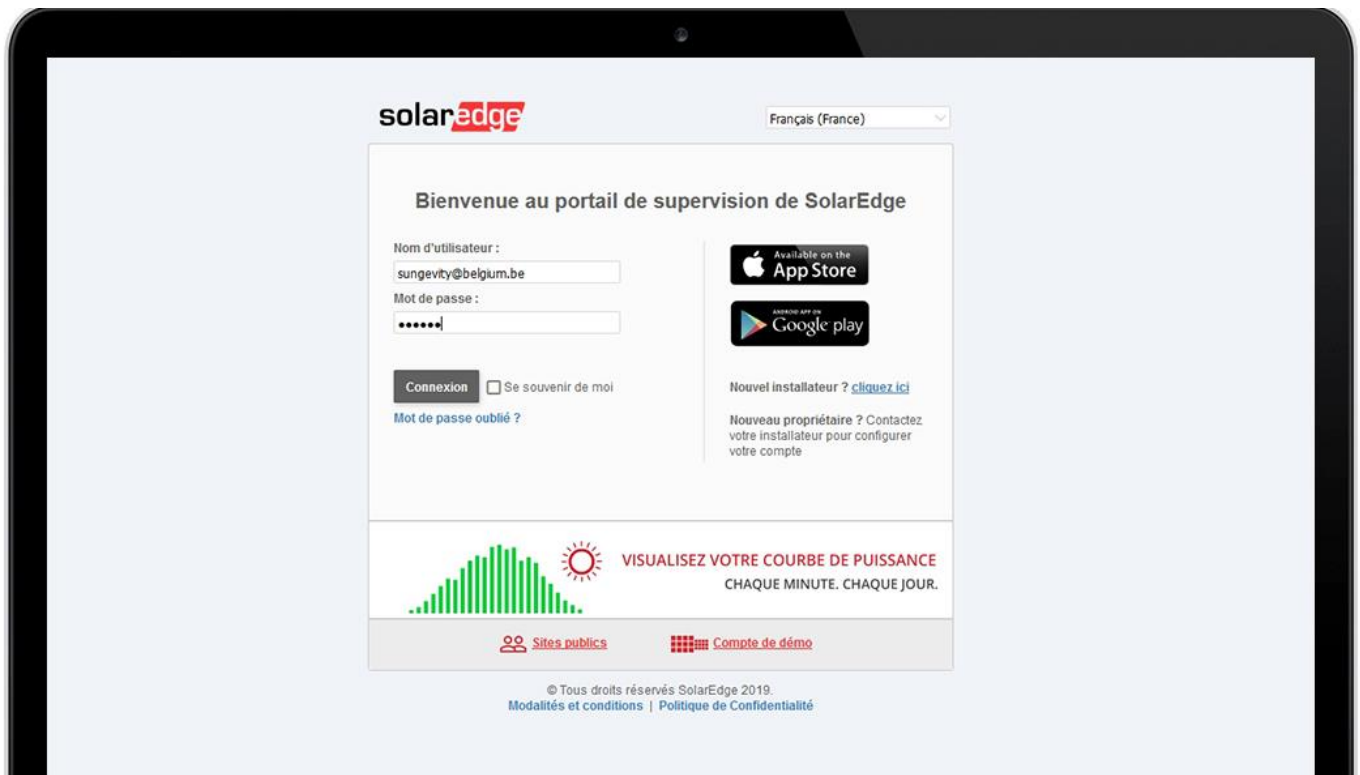 solaredge
Français (France)
Bienvenue au portail de supervision de SolarEdge
Nom d'utilisateur :
sungevity@belgium.be
Mot de passe :
••••••
Connexion
Se souvenir de moi
Mot de passe oublié ?
Available on the
App Store
ANDROID APP ON
Google play
Nouvel installateur ? cliquez ici
Nouveau propriétaire ? Contactez
votre installateur pour configurer
votre compte
VISUALISEZ VOTRE COURBE DE PUISSANCE
CHAQUE MINUTE. CHAQUE JOUR.
Sites publics
Compte de démo
© Tous droits réservés SolarEdge 2019.
Modalités et conditions | Politique de Confidentialité